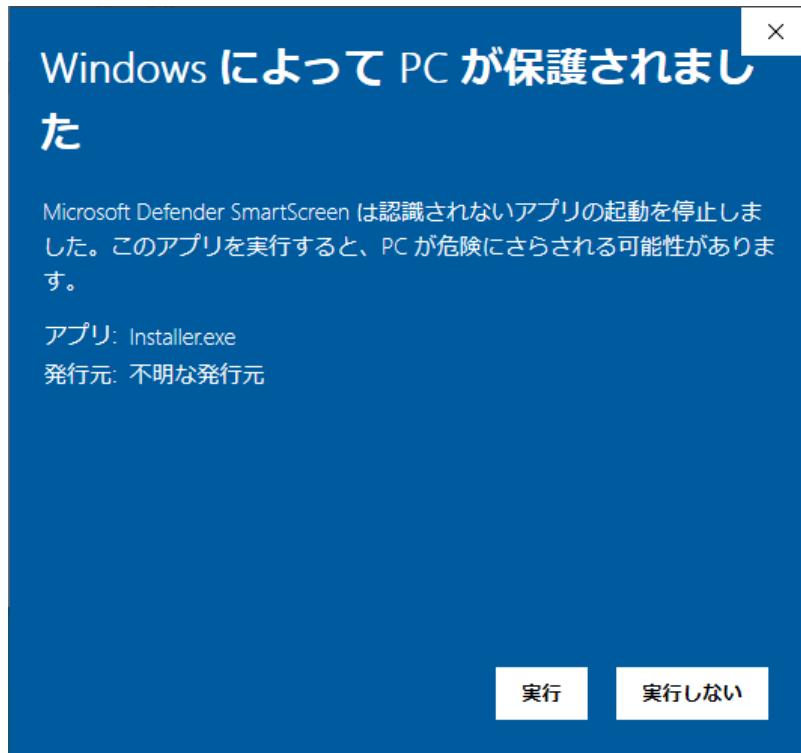 Windows によって PC が保護されまし
た
Microsoft Defender SmartScreen は認識されないアプリの起動を停止しま
した。このアプリを実行すると、PC が危険にさらされる可能性がありま
す。
アプリ: Installer.exe
発行元: 不明な発行元
実行 実行しない